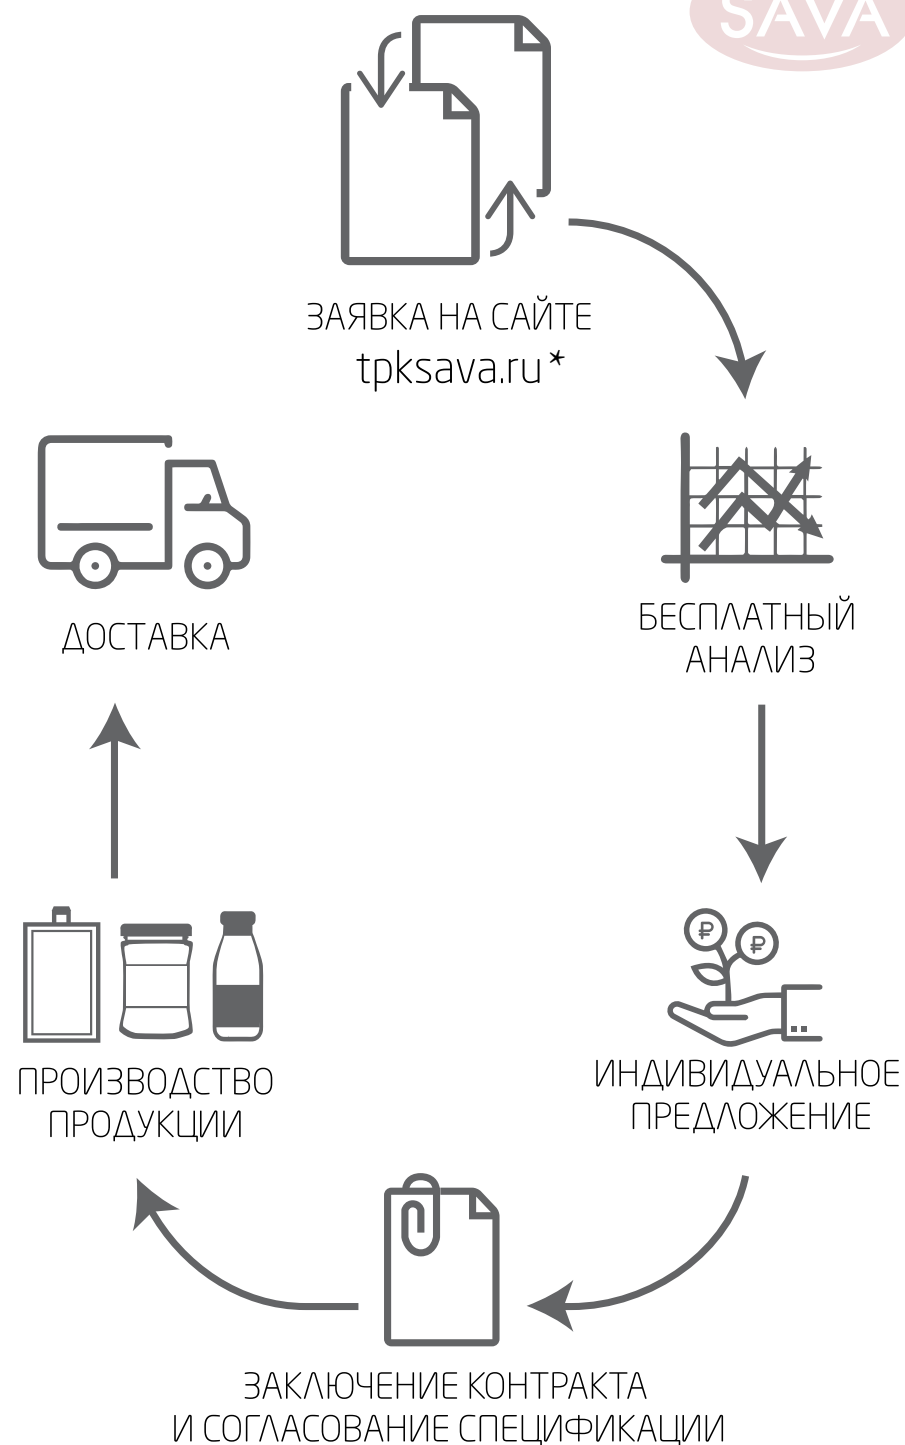 SAVA
ЗАЯВКА НА САЙТЕ
tpksava.ru*
БЕСПЛАТНЫЙ
АНАЛИЗ
ИНДИВИДУАЛЬНОЕ
ПРЕДЛОЖЕНИЕ
ЗАКЛЮЧЕНИЕ КОНТРАКТА
И СОГЛАСОВАНИЕ СПЕЦИФИКАЦИИ
ПРОИЗВОДСТВО
ПРОДУКЦИИ
ДОСТАВКА